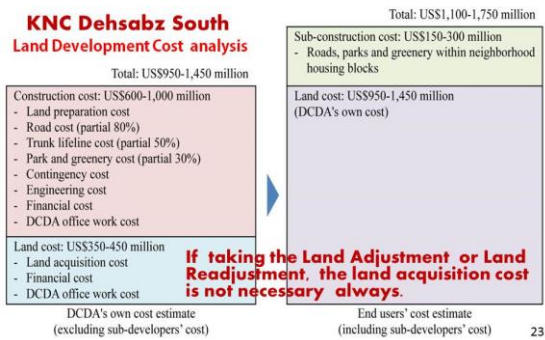 KNC Dehsabz South
Land Development Cost analysis
Total: US$950-1,450 million
Construction cost: US$600-1,000 million
- Land preparation cost
- Road cost (partial 80%)
- Trunk lifeline cost (partial 50%)
- Park and greenery cost (partial 30%)
- Contingency cost
- Engineering cost
- Financial cost
- DCDA office work cost
Land cost: US$350-450 million
- Land acquisition cost
- Financial cost
- DCDA office work cost
DCDA's own cost estimate
(excluding sub-developers' cost)
Total: US$1,100-1,750 million
Sub-construction cost: US$150-300 million
- Roads, parks and greenery within neighborhood
housing blocks
Land cost: US$950-1,450 million
(DCDA's own cost)
If taking the Land Adjustment or Land
Readjustment, the land acquisition cost
is not necessary always.
End users' cost estimate
(including sub-developers' cost)
23